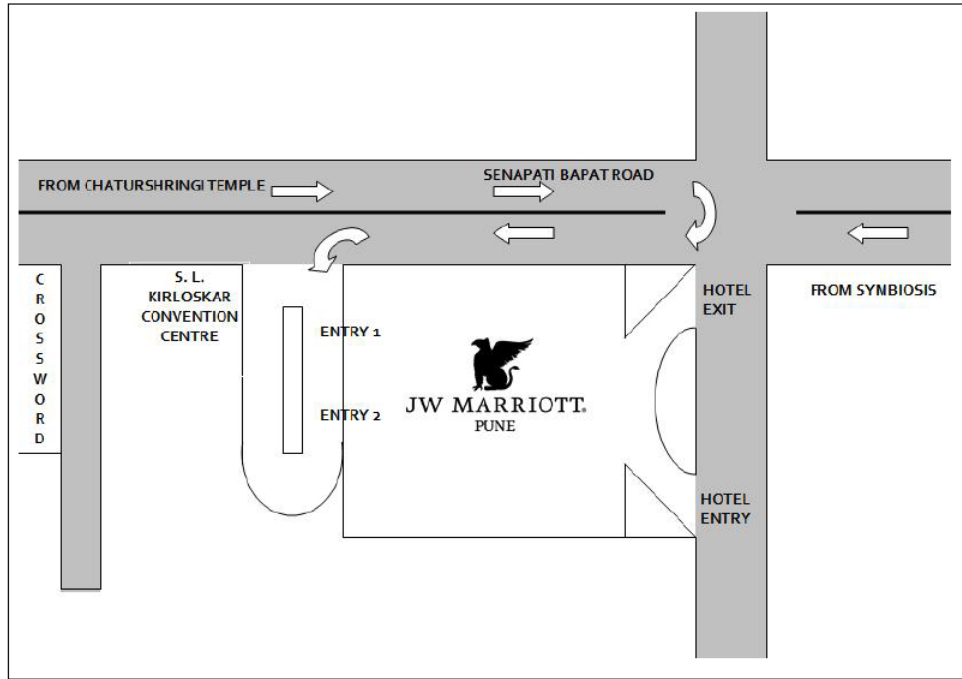 FROM CHATURSHRINGI TEMPLE
SENAPATI BAPAT ROAD
CROSSWORD
S. L.
KIRLOSKAR
CONVENTION
CENTRE
ENTRY 1
ENTRY 2
JW MARRIOTT®
PUNE
HOTEL
EXIT
FROM SYMBIOSIS
HOTEL
ENTRY